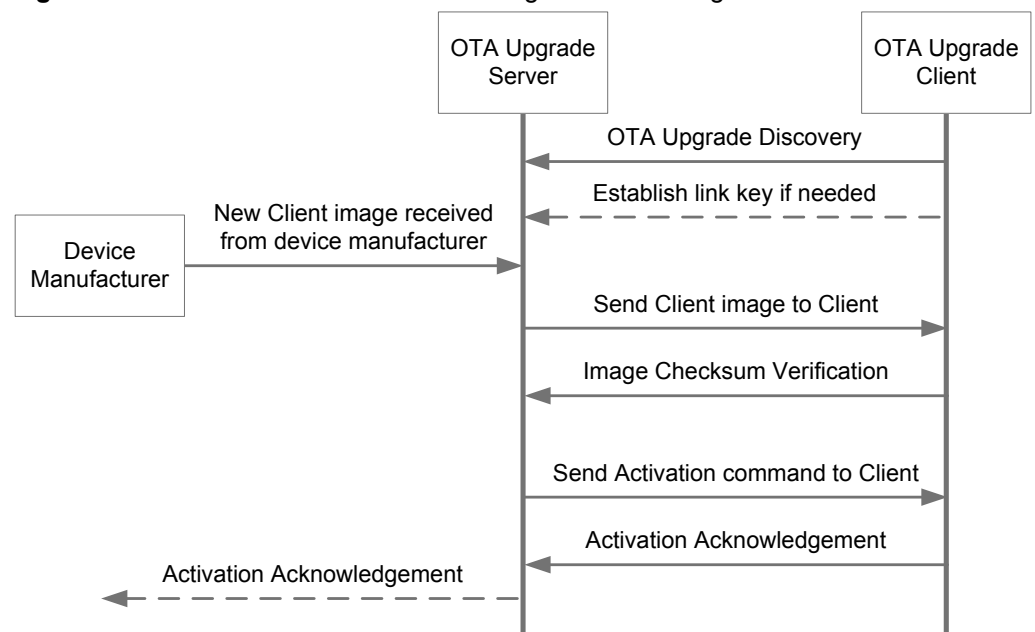 OTA Upgrade
Server
OTA Upgrade
Client
OTA Upgrade Discovery
Establish link key if needed
New Client image received
from device manufacturer
Device
Manufacturer
Send Client image to Client
Image Checksum Verification
Send Activation command to Client
Activation Acknowledgement
Activation Acknowledgement